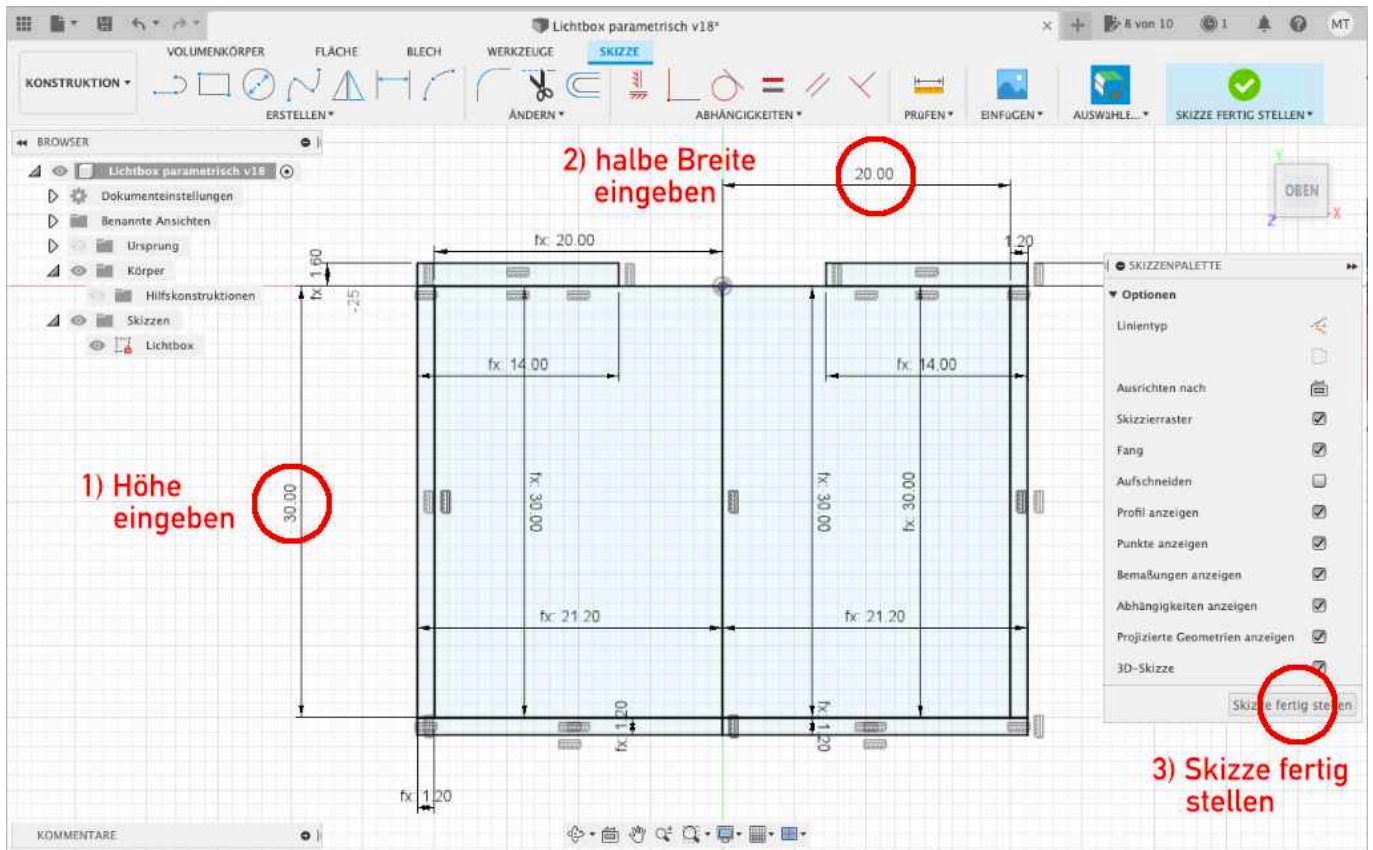 Lichtbox parametrisch v18*
8 von 10
1
MT
VOLUMENKÖRPER
FLÄCHE
BLECH
WERKZEUGE
SKIZZE
KONSTRUKTION
ERSTELLEN
ÄNDERN
ABHÄNGIGKEITEN
PRÜFEN
EINFÜGEN
AUSWÄHLE...
SKIZZE FERTIG STELLEN
BROWSER
Lichtbox parametrisch v18
Dokumenteinstellungen
Benannte Ansichten
Ursprung
Körper
Hilfskonstruktionen
Skizzen
Lichtbox
2) halbe Breite
eingeben
20.00
OBEN
Y
X
Z
fx: 20.00
1.20
fx: 1.60
-25
fx: 14.00
fx: 14.00
1) Höhe
eingeben
30.00
fx: 30.00
fx: 30.00
fx: 30.00
fx: 21.20
fx: 21.20
fx: 1.20
fx: 1.20
fx: 1.20
SKIZZENPALETTE
Optionen
Linientyp
Ausrichten nach
Skizzierraster
Fang
Aufschneiden
Profil anzeigen
Punkte anzeigen
Bemaßungen anzeigen
Abhängigkeiten anzeigen
Projizierte Geometrien anzeigen
3D-Skizze
Skizze fertig stellen
3) Skizze fertig
stellen
KOMMENTARE